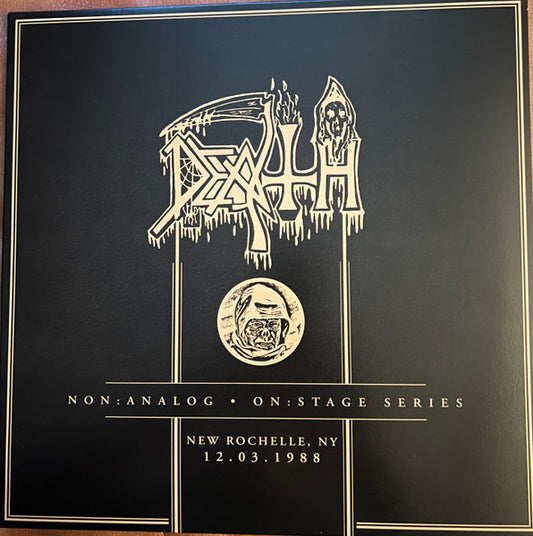 DEATH
NON:ANALOG • ON:STAGE SERIES
NEW ROCHELLE, NY
12.03.1988